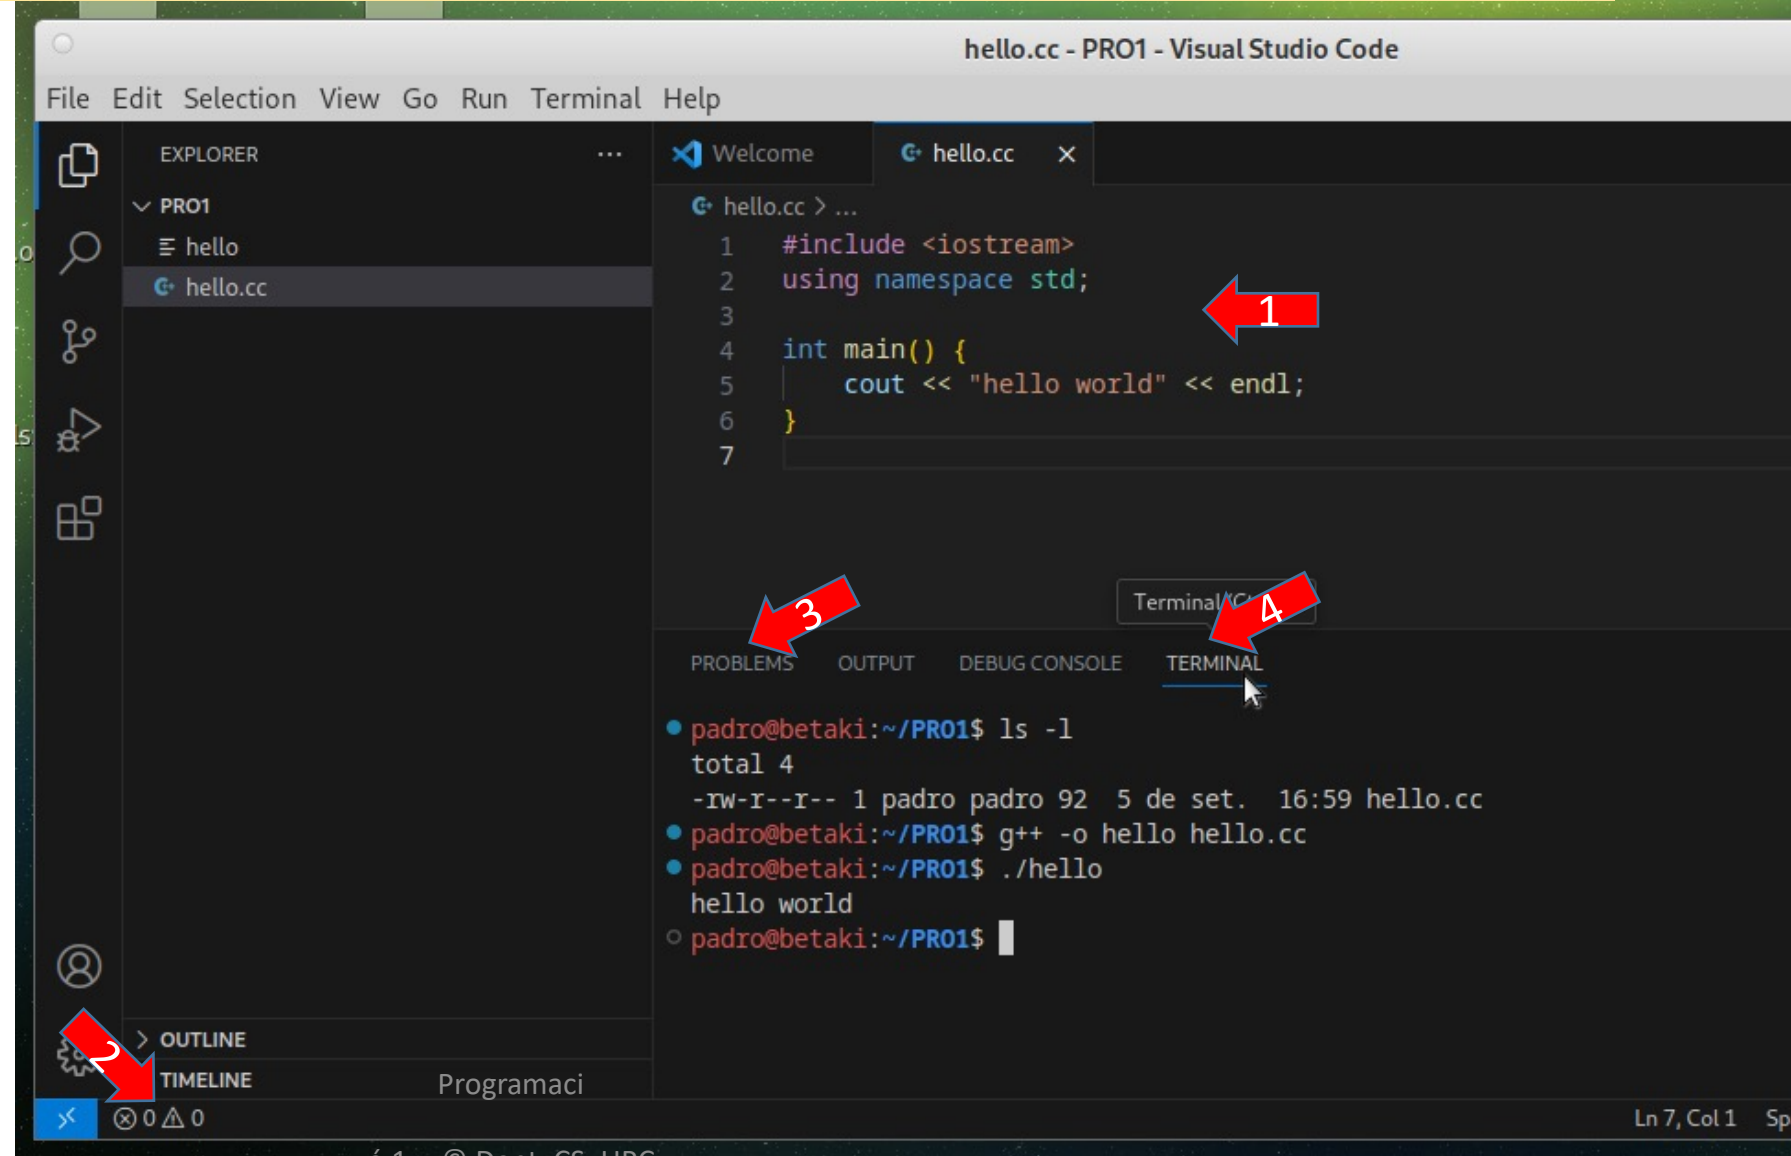 hello.cc - PRO1 - Visual Studio Code
File Edit Selection View Go Run Terminal Help
EXPLORER ...
PRO1
hello
hello.cc
Welcome hello.cc
hello.cc > ...
1 #include <iostream>
2 using namespace std;
3
4 int main() {
5 cout << "hello world" << endl;
6 }
7
1
3
Terminal
4
PROBLEMS OUTPUT DEBUG CONSOLE TERMINAL
padro@betaki:~/PRO1$ ls -l
total 4
-rw-r--r-- 1 padro padro 92 5 de set. 16:59 hello.cc
padro@betaki:~/PRO1$ g++ -o hello hello.cc
padro@betaki:~/PRO1$ ./hello
hello world
padro@betaki:~/PRO1$
OUTLINE
2
TIMELINE
Programaci
0 0
Ln 7, Col 1 Sp